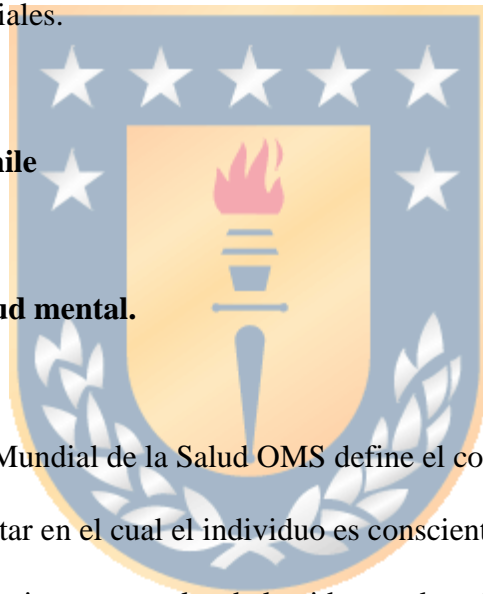 iales.
hile
ud mental.
Mundial de la Salud OMS define el co
tar en el cual el individuo es conscient